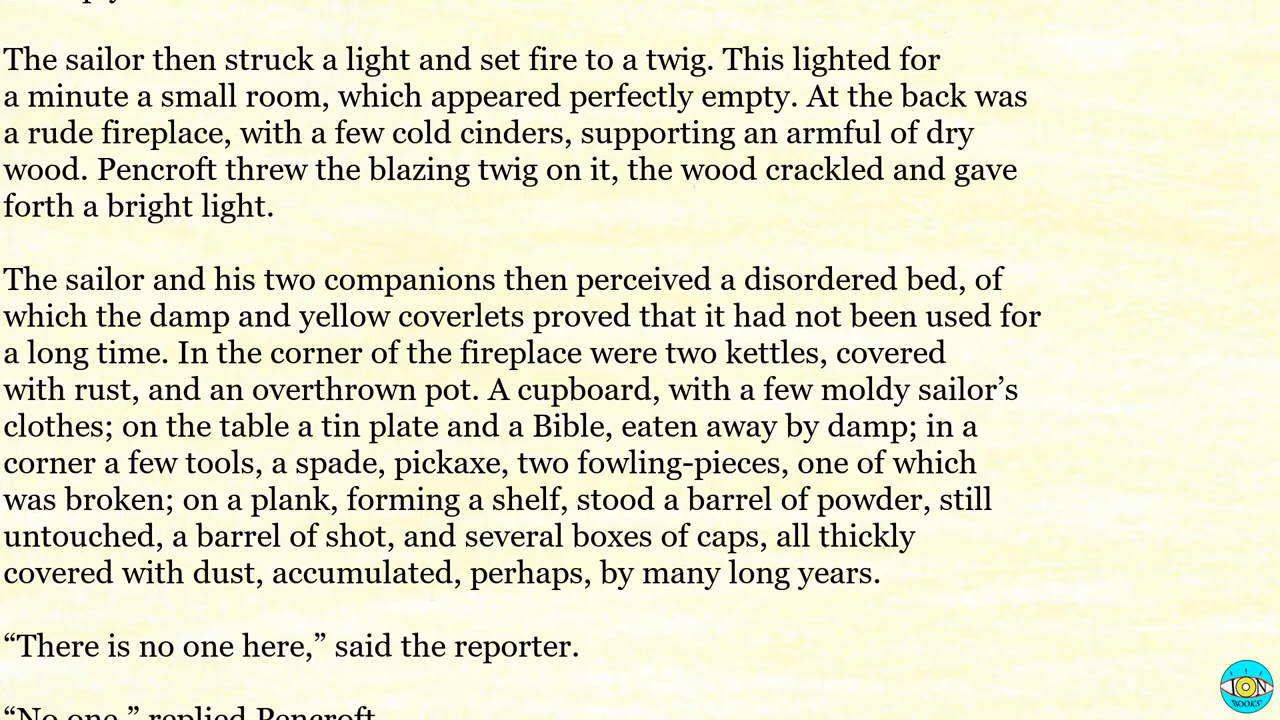 The sailor then struck a light and set fire to a twig. This lighted for
a minute a small room, which appeared perfectly empty. At the back was
a rude fireplace, with a few cold cinders, supporting an armful of dry
wood. Pencroft threw the blazing twig on it, the wood crackled and gave
forth a bright light.
The sailor and his two companions then perceived a disordered bed, of
which the damp and yellow coverlets proved that it had not been used for
a long time. In the corner of the fireplace were two kettles, covered
with rust, and an overthrown pot. A cupboard, with a few moldy sailor’s
clothes; on the table a tin plate and a Bible, eaten away by damp; in a
corner a few tools, a spade, pickaxe, two fowling-pieces, one of which
was broken; on a plank, forming a shelf, stood a barrel of powder, still
untouched, a barrel of shot, and several boxes of caps, all thickly
covered with dust, accumulated, perhaps, by many long years.
“There is no one here,” said the reporter.
“No one,” replied Pencroft.
ION
BOOKS